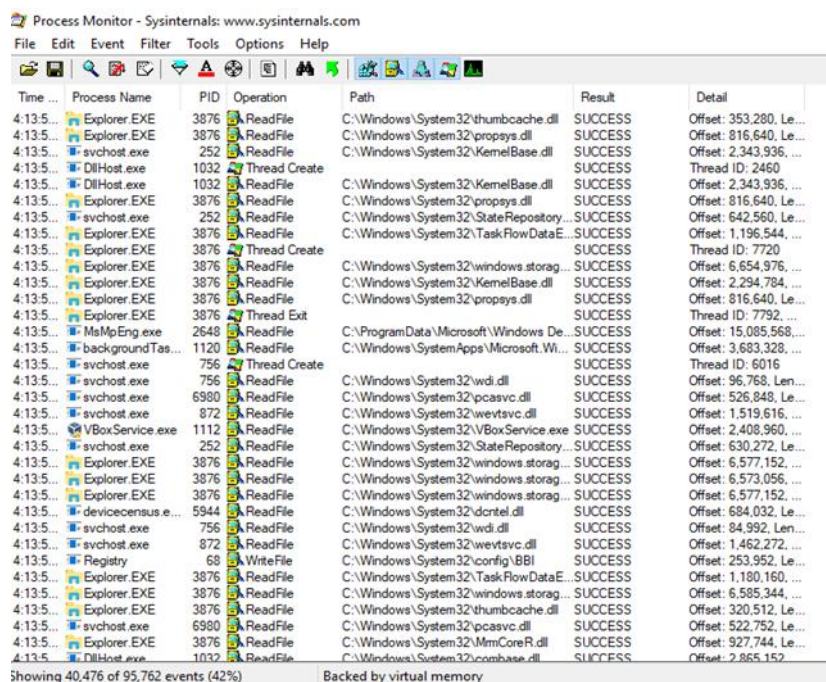 Process Monitor - Sysinternals: www.sysinternals.com
File Edit Event Filter Tools Options Help
Time ... Process Name PID Operation Path Result Detail
4:13:5... Explorer.EXE 3876 ReadFile C:\Windows\System32\thumbcache.dll SUCCESS Offset: 353,280, Le...
4:13:5... Explorer.EXE 3876 ReadFile C:\Windows\System32\propsys.dll SUCCESS Offset: 816,640, Le...
4:13:5... svchost.exe 252 ReadFile C:\Windows\System32\KernelBase.dll SUCCESS Offset: 2,343,936, ...
4:13:5... DllHost.exe 1032 Thread Create SUCCESS Thread ID: 2460
4:13:5... DllHost.exe 1032 ReadFile C:\Windows\System32\KernelBase.dll SUCCESS Offset: 2,343,936, ...
4:13:5... Explorer.EXE 3876 ReadFile C:\Windows\System32\propsys.dll SUCCESS Offset: 816,640, Le...
4:13:5... svchost.exe 252 ReadFile C:\Windows\System32\StateRepository... SUCCESS Offset: 642,560, Le...
4:13:5... Explorer.EXE 3876 ReadFile C:\Windows\System32\TaskFlowDataE... SUCCESS Offset: 1,196,544, ...
4:13:5... Explorer.EXE 3876 Thread Create SUCCESS Thread ID: 7720
4:13:5... Explorer.EXE 3876 ReadFile C:\Windows\System32\windows.storag... SUCCESS Offset: 6,654,976, ...
4:13:5... Explorer.EXE 3876 ReadFile C:\Windows\System32\KernelBase.dll SUCCESS Offset: 2,294,784, ...
4:13:5... Explorer.EXE 3876 ReadFile C:\Windows\System32\propsys.dll SUCCESS Offset: 816,640, Le...
4:13:5... Explorer.EXE 3876 Thread Exit SUCCESS Thread ID: 7792, ...
4:13:5... MsMpEng.exe 2648 ReadFile C:\ProgramData\Microsoft\Windows De... SUCCESS Offset: 15,085,568,...
4:13:5... backgroundTas... 1120 ReadFile C:\Windows\SystemApps\Microsoft.Wi... SUCCESS Offset: 3,683,328, ...
4:13:5... svchost.exe 756 Thread Create SUCCESS Thread ID: 6016
4:13:5... svchost.exe 756 ReadFile C:\Windows\System32\wdi.dll SUCCESS Offset: 96,768, Len...
4:13:5... svchost.exe 6980 ReadFile C:\Windows\System32\pcasvc.dll SUCCESS Offset: 526,848, Le...
4:13:5... svchost.exe 872 ReadFile C:\Windows\System32\wevtsvc.dll SUCCESS Offset: 1,519,616, ...
4:13:5... VBoxService.exe 1112 ReadFile C:\Windows\System32\VBoxService.exe SUCCESS Offset: 2,408,960, ...
4:13:5... svchost.exe 252 ReadFile C:\Windows\System32\StateRepository... SUCCESS Offset: 630,272, Le...
4:13:5... Explorer.EXE 3876 ReadFile C:\Windows\System32\windows.storag... SUCCESS Offset: 6,577,152, ...
4:13:5... Explorer.EXE 3876 ReadFile C:\Windows\System32\windows.storag... SUCCESS Offset: 6,573,056, ...
4:13:5... Explorer.EXE 3876 ReadFile C:\Windows\System32\windows.storag... SUCCESS Offset: 6,577,152, ...
4:13:5... devicecensus.e... 5944 ReadFile C:\Windows\System32\dcntel.dll SUCCESS Offset: 684,032, Le...
4:13:5... svchost.exe 756 ReadFile C:\Windows\System32\wdi.dll SUCCESS Offset: 84,992, Len...
4:13:5... svchost.exe 872 ReadFile C:\Windows\System32\wevtsvc.dll SUCCESS Offset: 1,462,272, ...
4:13:5... Registry 68 WriteFile C:\Windows\System32\config\BBI SUCCESS Offset: 253,952, Le...
4:13:5... Explorer.EXE 3876 ReadFile C:\Windows\System32\TaskFlowDataE... SUCCESS Offset: 1,180,160, ...
4:13:5... Explorer.EXE 3876 ReadFile C:\Windows\System32\windows.storag... SUCCESS Offset: 6,585,344, ...
4:13:5... Explorer.EXE 3876 ReadFile C:\Windows\System32\thumbcache.dll SUCCESS Offset: 320,512, Le...
4:13:5... svchost.exe 6980 ReadFile C:\Windows\System32\pcasvc.dll SUCCESS Offset: 522,752, Le...
4:13:5... Explorer.EXE 3876 ReadFile C:\Windows\System32\MrmCoreR.dll SUCCESS Offset: 927,744, Le...
4:13:5... DllHost.exe 1032 ReadFile C:\Windows\System32\combase.dll SUCCESS Offset: 2,865,152, ...
Showing 40,476 of 95,762 events (42%) Backed by virtual memory